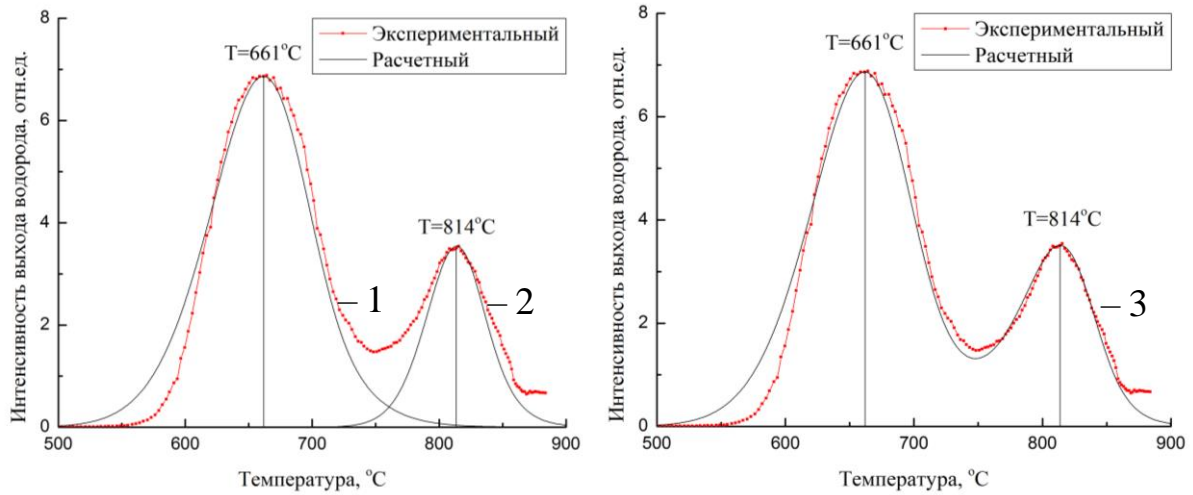 Интенсивность выхода водорода, отн.ед.
8
6
4
2
0
T=661°C
Экспериментальный
Расчетный
T=814°C
– 1
– 2
500
600
700
800
900
Температура, °C
Интенсивность выхода водорода, отн.ед.
8
6
4
2
0
T=661°C
Экспериментальный
Расчетный
T=814°C
– 3
500
600
700
800
900
Температура, °C